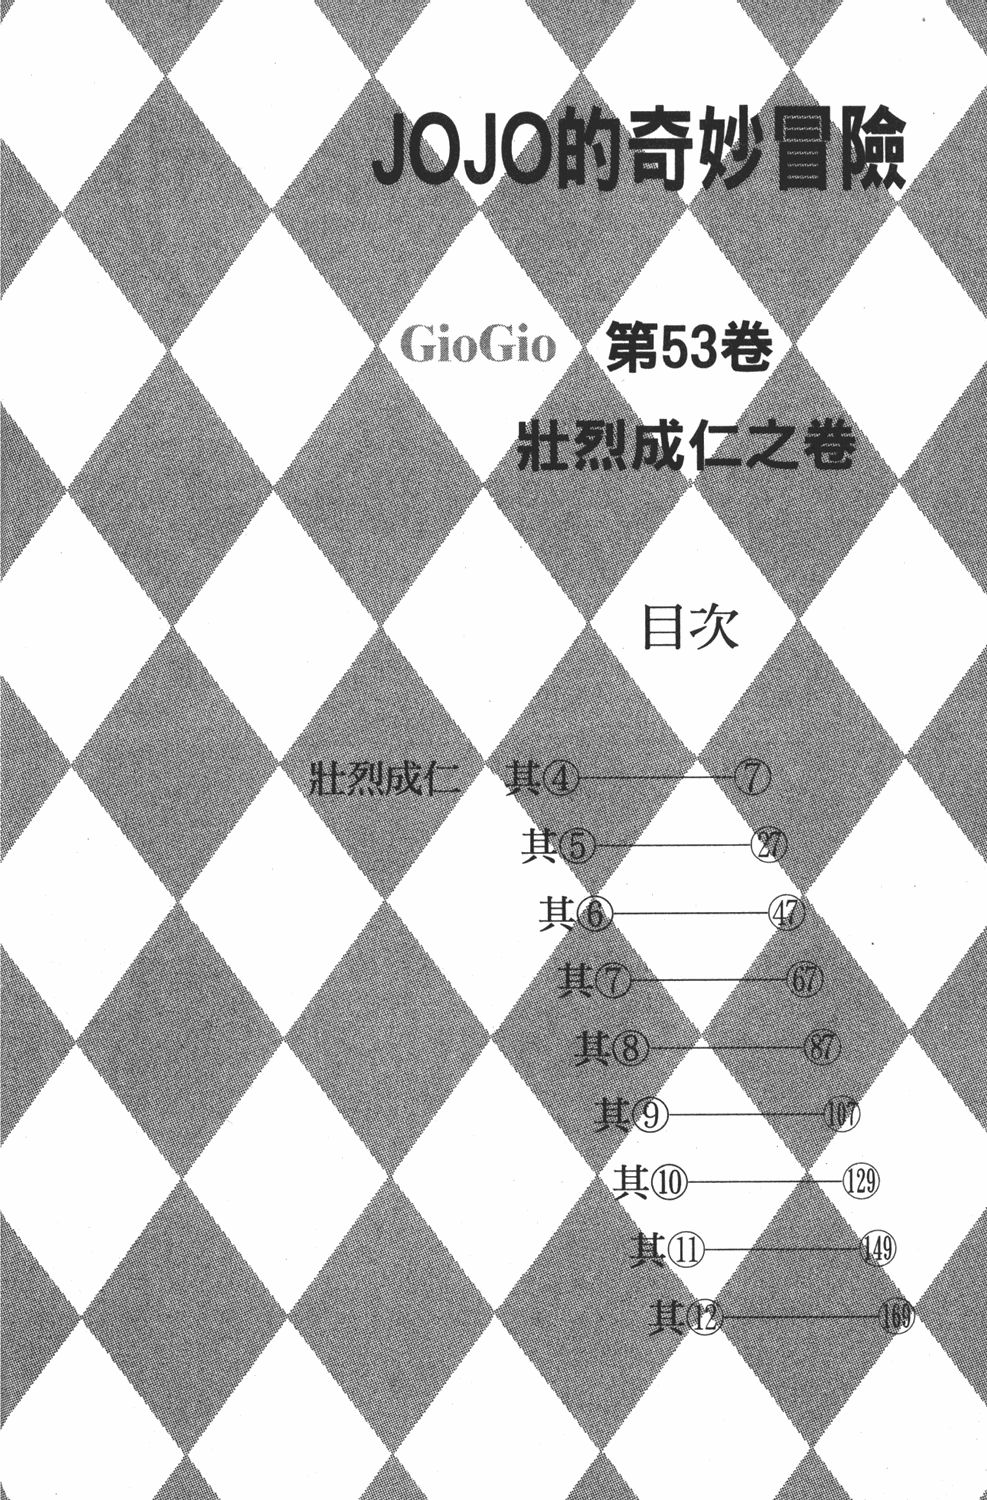 JOJO的奇妙冒險
GioGio 第53卷
壯烈成仁之卷
目次
壯烈成仁 其④ ⑦
其⑤ ㉗
其⑥ ㊼
其⑦ 67
其⑧ 87
其⑨ 107
其⑩ 129
其⑪ 149
其⑫ 169